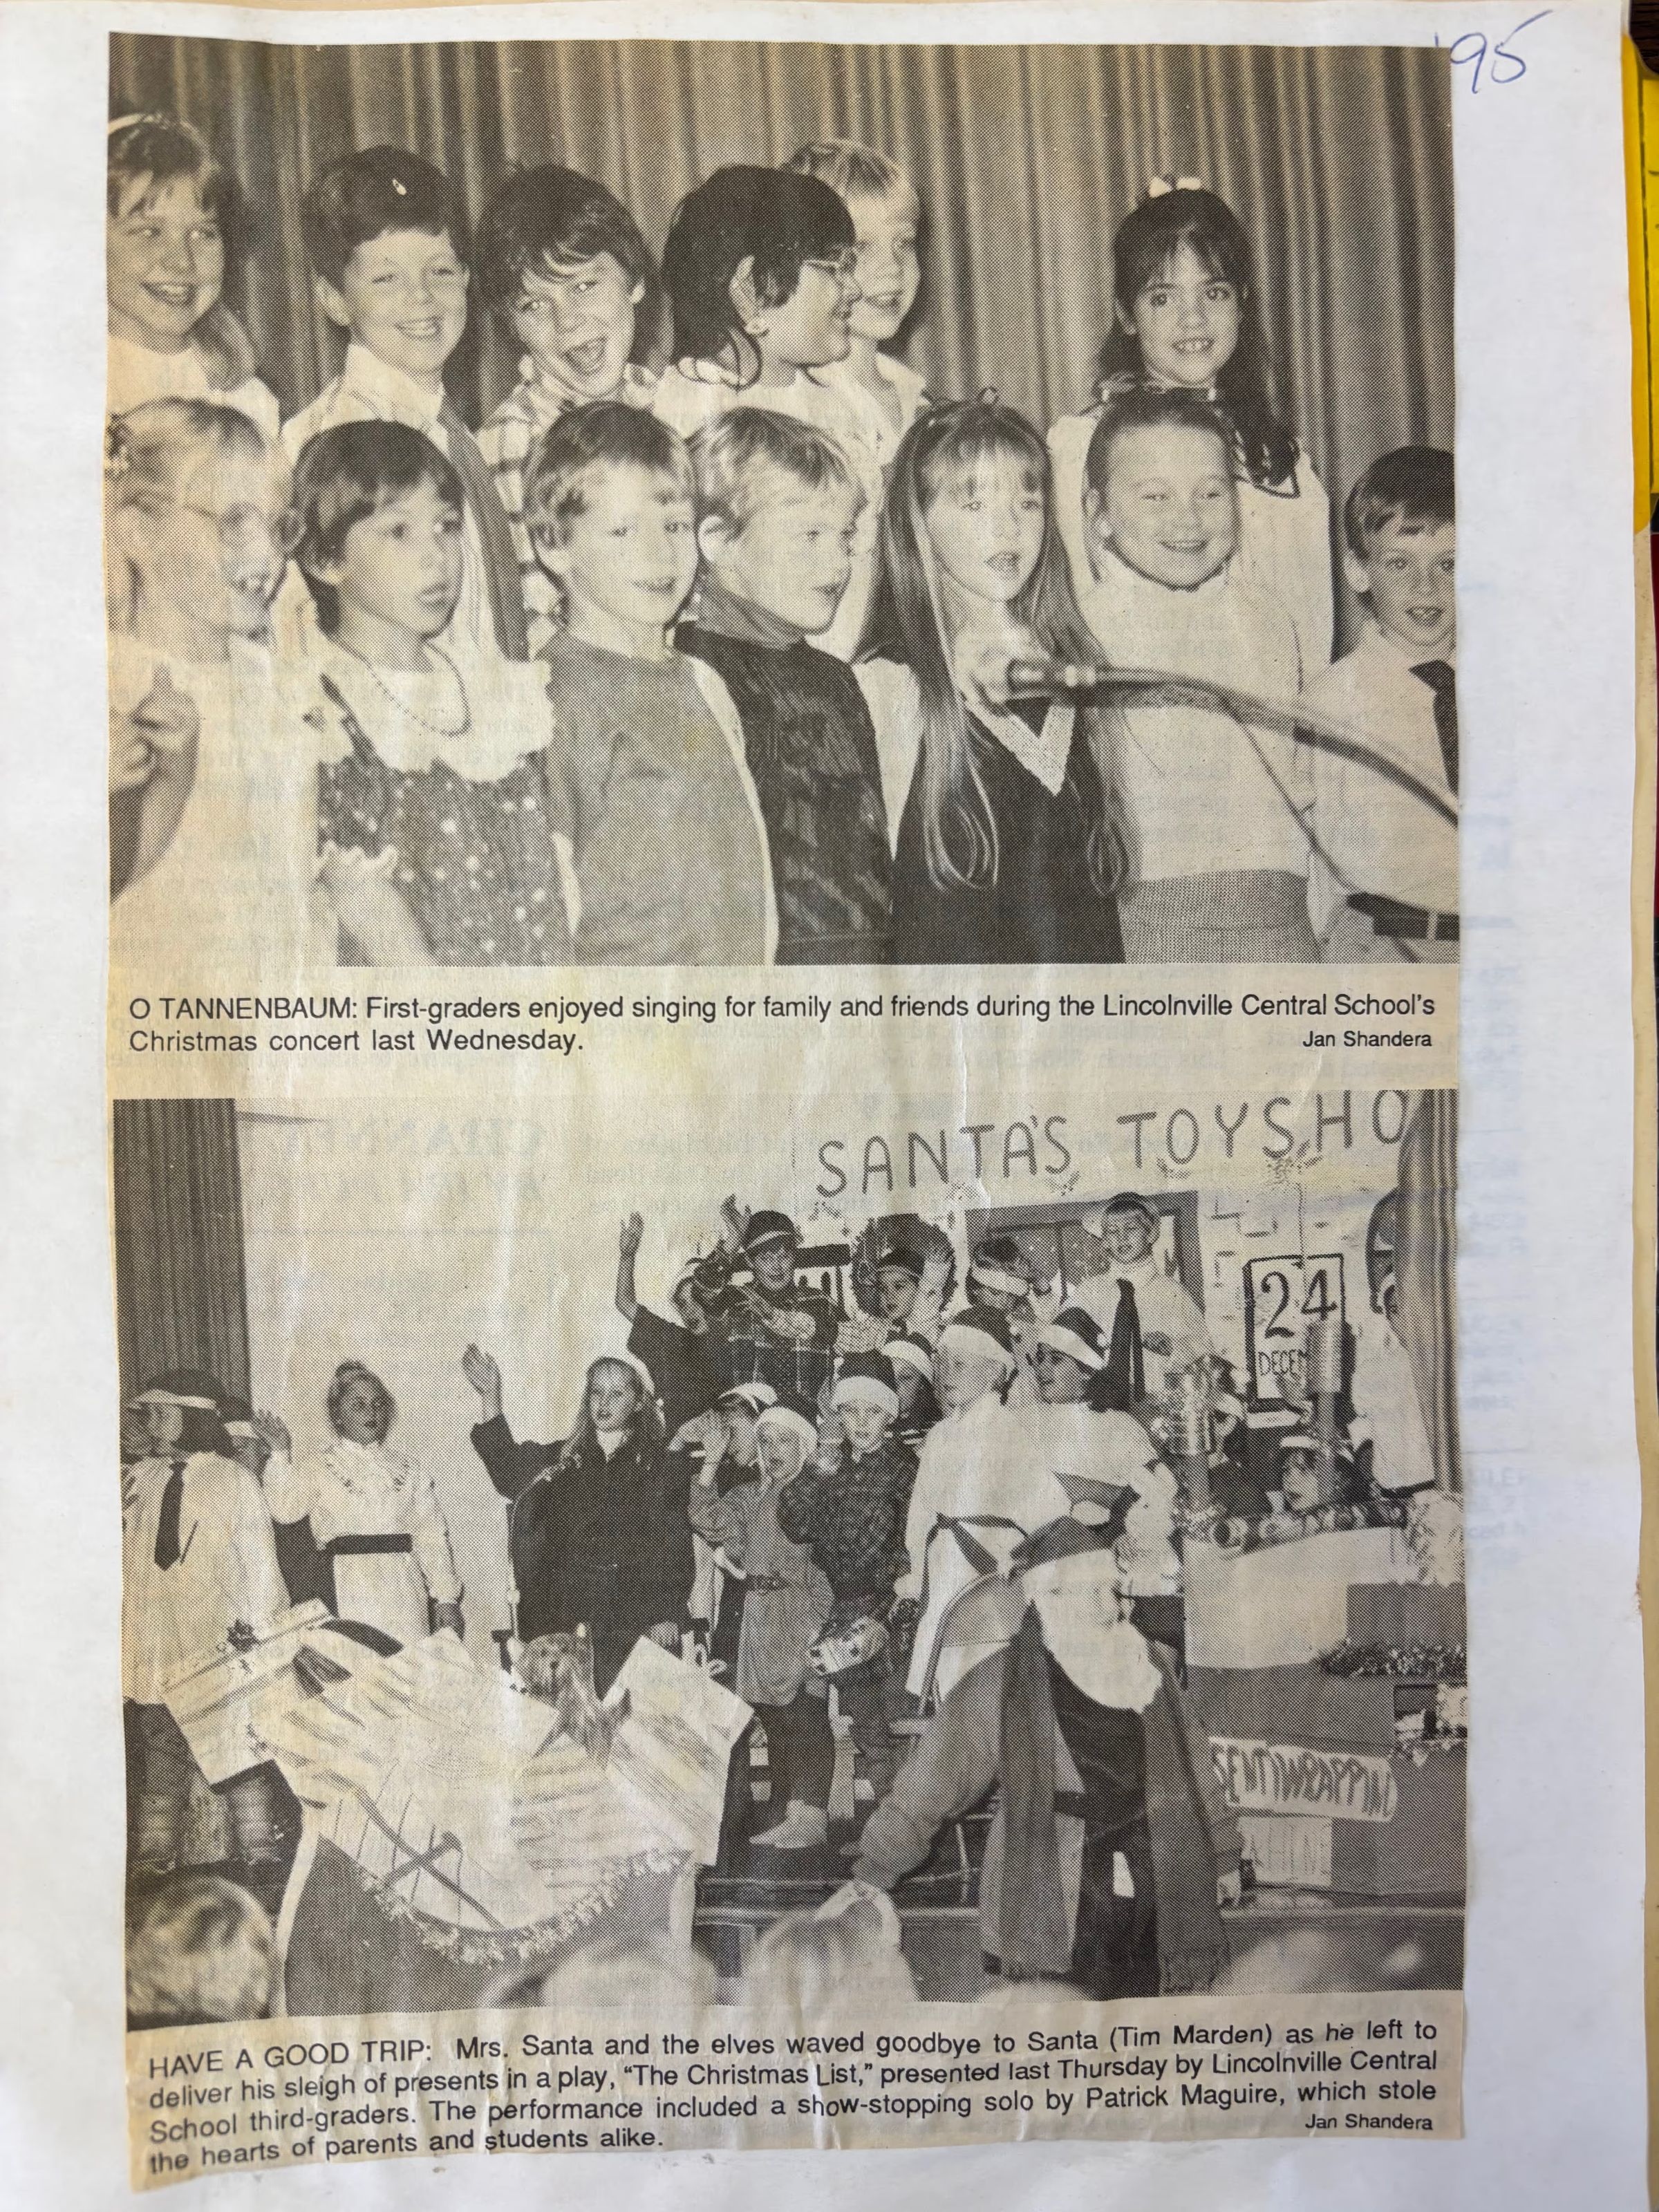 '95
O TANNENBAUM: First-graders enjoyed singing for family and friends during the Lincolnville Central School's
Christmas concert last Wednesday.
Jan Shandera
SANTA'S TOYSHO
24
DECEM
SENT WRAPPIN
HAVE A GOOD TRIP: Mrs. Santa and the elves waved goodbye to Santa (Tim Marden) as he left to
deliver his sleigh of presents in a play, “The Christmas List,” presented last Thursday by Lincolnville Central
School third-graders. The performance included a show-stopping solo by Patrick Maguire, which stole
the hearts of parents and students alike.
Jan Shandera